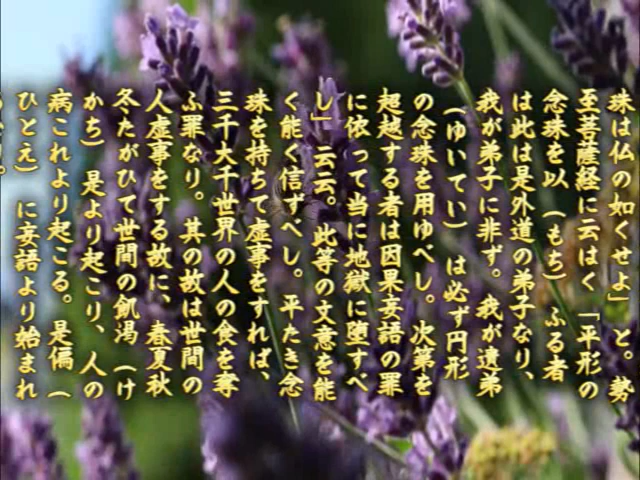 珠は仏の如くせよ」と。勢
至菩薩経に云はく「平形の
念珠を以（もち）ふる者
は此は是外道の弟子なり、
我が弟子に非ず。我が遺弟
（ゆいてい）は必ず円形
の念珠を用ゆべし。次第を
超越する者は因果妄語の罪
に依って当に地獄に堕すべ
し」云云。此等の文意を能
く能く信ずべし。平たき念
珠を持ちて虚事をすれば、
三千大千世界の人の食を奪
ふ罪なり。其の故は世間の
人虚事をする故に、春夏秋
冬たがひて世間の飢渇（け
かち）是より起こり、人の
病これより起こる。是偏（
ひとえ）に妄語より始まれ